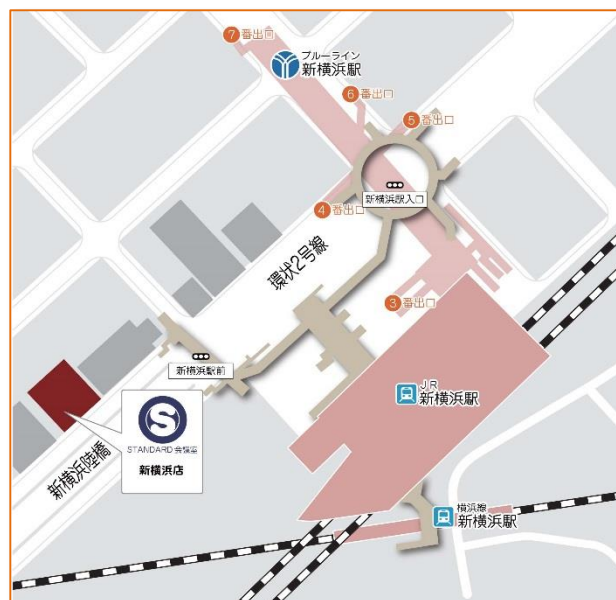 7番出口
ブルーライン
新横浜駅
6番出口
5番出口
新横浜駅入口
4番出口
環状2号線
3番出口
新横浜駅前
JR
新横浜駅
S
STANDARD会議室
新横浜店
新横浜陸橋
横浜線
新横浜駅